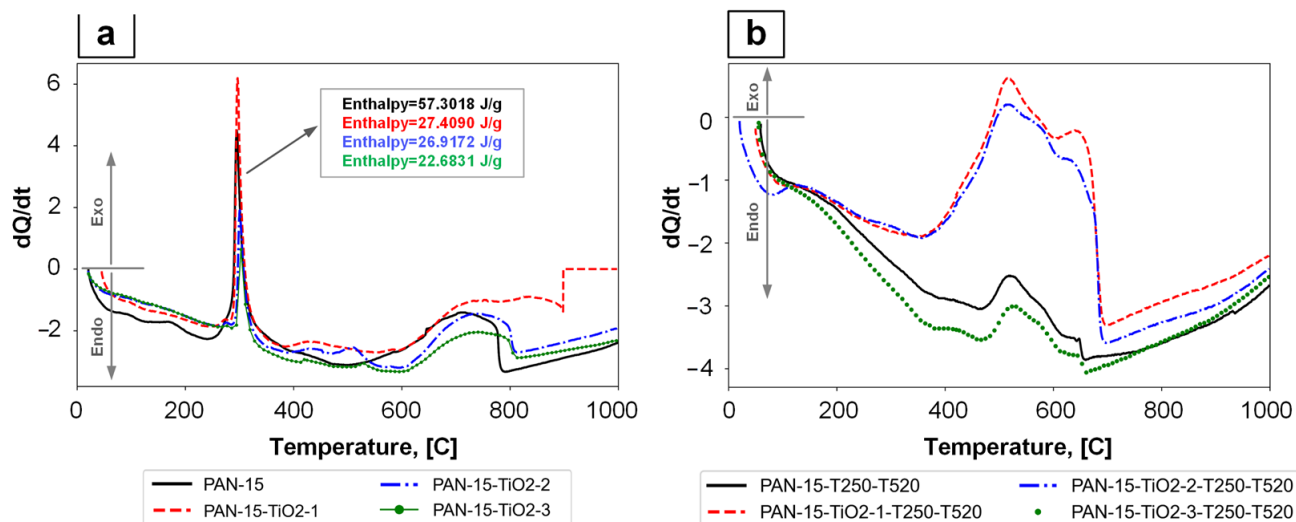 a
6
4
2
0
−2
dQ/dt
Exo
Endo
Enthalpy=57.3018 J/g
Enthalpy=27.4090 J/g
Enthalpy=26.9172 J/g
Enthalpy=22.6831 J/g
0 200 400 600 800 1000
Temperature, [C]
PAN-15 PAN-15-TiO2-2
PAN-15-TiO2-1 PAN-15-TiO2-3
b
0
−1
−2
−3
−4
dQ/dt
Exo
Endo
0 200 400 600 800 1000
Temperature, [C]
PAN-15-T250-T520 PAN-15-TiO2-2-T250-T520
PAN-15-TiO2-1-T250-T520 PAN-15-TiO2-3-T250-T520